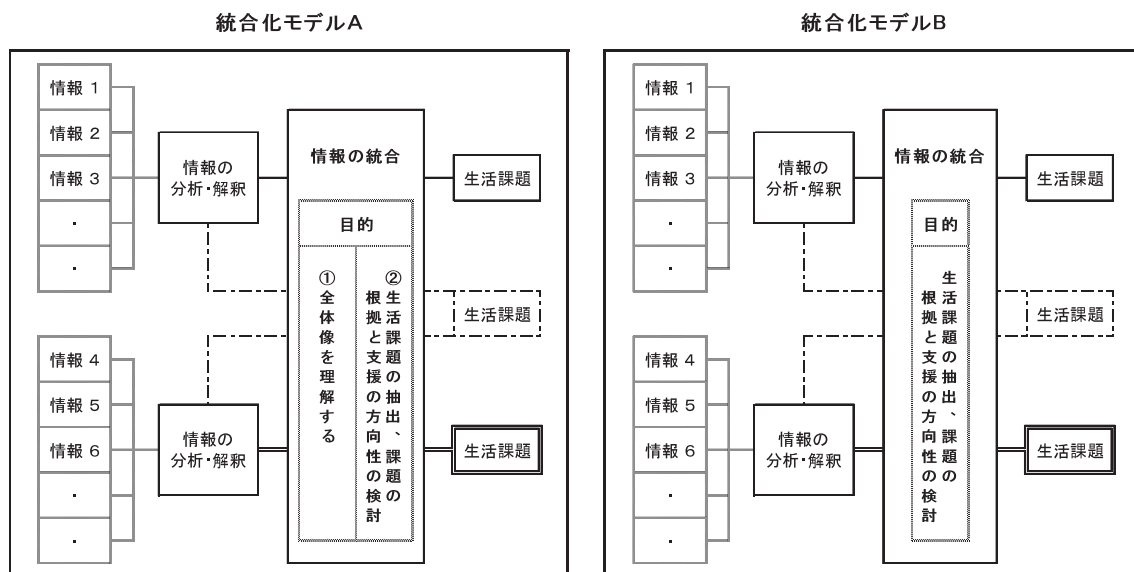 統合化モデルA
情報 1
情報 2
情報 3
・
・
情報の
分析・解釈
情報の統合
目的
①全体像を理解する
②生活課題の抽出、課題の
根拠と支援の方向性の検討
生活課題
生活課題
情報 4
情報 5
情報 6
・
・
情報の
分析・解釈
生活課題
統合化モデルB
情報 1
情報 2
情報 3
・
・
情報の
分析・解釈
情報の統合
目的
生活課題の抽出、課題の
根拠と支援の方向性の検討
生活課題
生活課題
情報 4
情報 5
情報 6
・
・
情報の
分析・解釈
生活課題